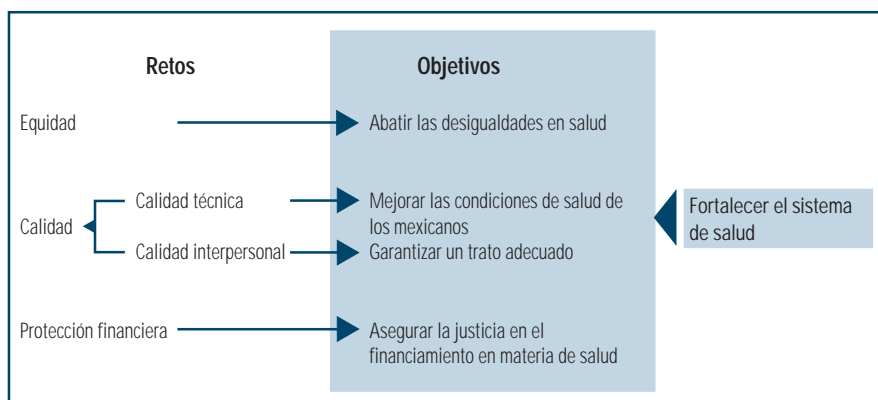 Retos
Objetivos
Equidad
Abatir las desigualdades en salud
Calidad
Calidad técnica
Mejorar las condiciones de salud de
los mexicanos
Calidad interpersonal
Garantizar un trato adecuado
Protección financiera
Asegurar la justicia en el
financiamiento en materia de salud
Fortalecer el sistema
de salud